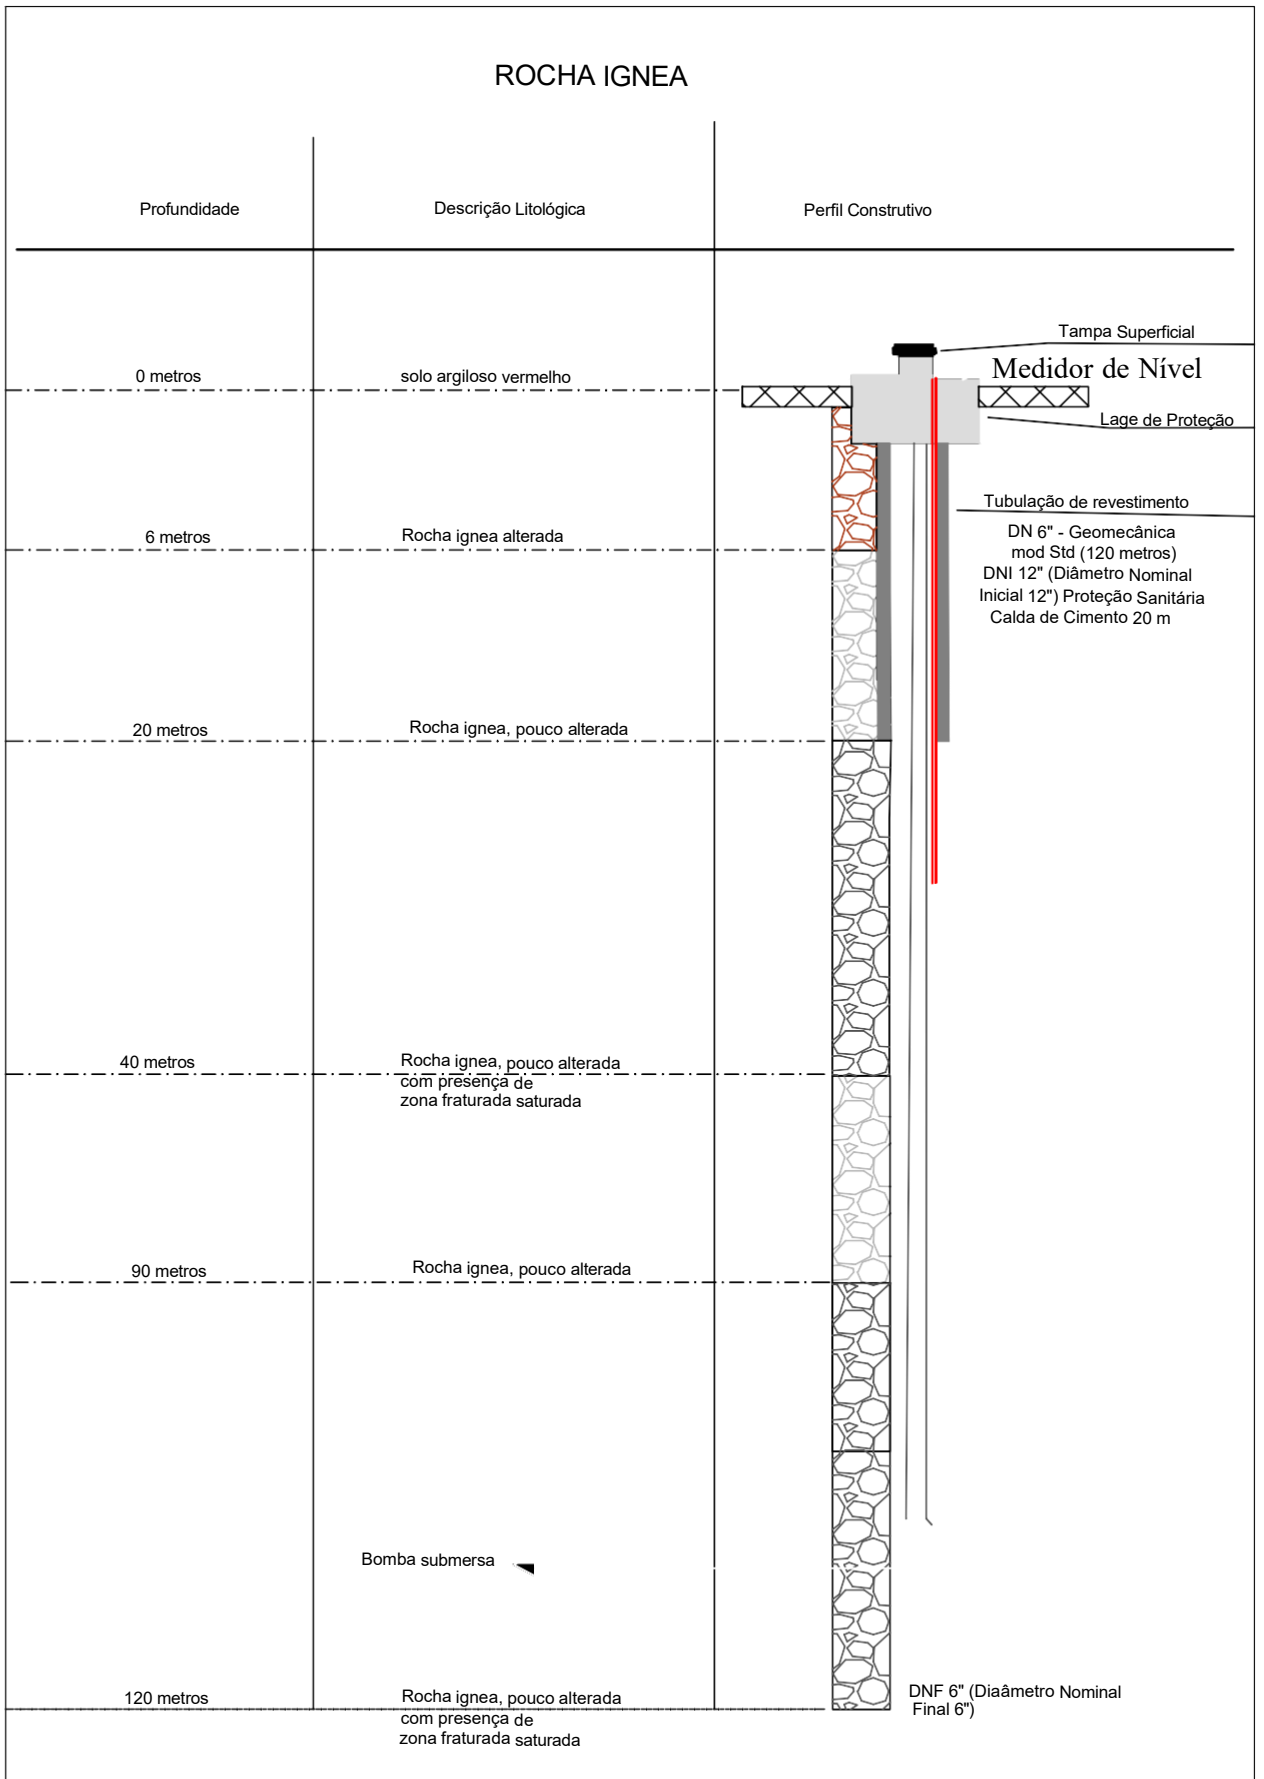 ROCHA IGNEA
Profundidade
Descrição Litológica
Perfil Construtivo
Tampa Superficial
Medidor de Nível
0 metros
solo argiloso vermelho
Lage de Proteção
Tubulação de revestimento
DN 6" - Geomecânica
mod Std (120 metros)
DNI 12" (Diâmetro Nominal
Inicial 12") Proteção Sanitária
Calda de Cimento 20 m
6 metros
Rocha ignea alterada
20 metros
Rocha ignea, pouco alterada
40 metros
Rocha ignea, pouco alterada
com presença de
zona fraturada saturada
90 metros
Rocha ignea, pouco alterada
Bomba submersa
120 metros
Rocha ignea, pouco alterada
com presença de
zona fraturada saturada
DNF 6" (Diaâmetro Nominal
Final 6")